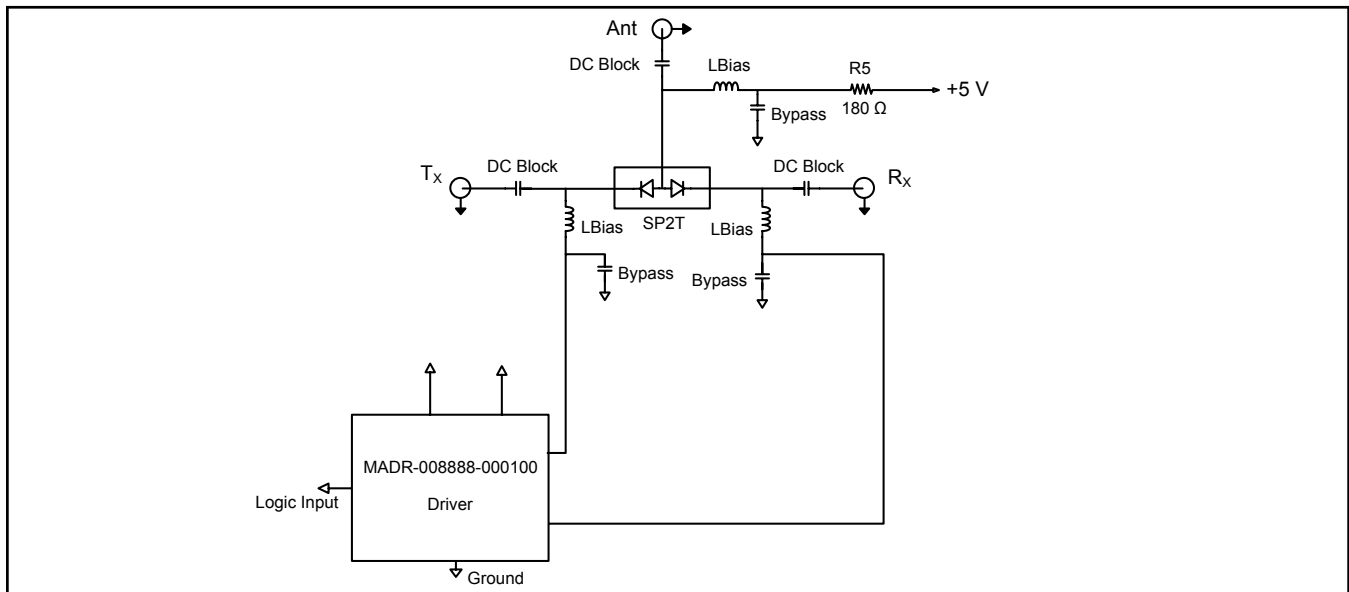 Ant
DC Block
LBias
R5
+5 V
180 Ω
Bypass
TX
DC Block
DC Block
RX
SP2T
LBias
LBias
Bypass
Bypass
MADR-008888-000100
Driver
Logic Input
Ground